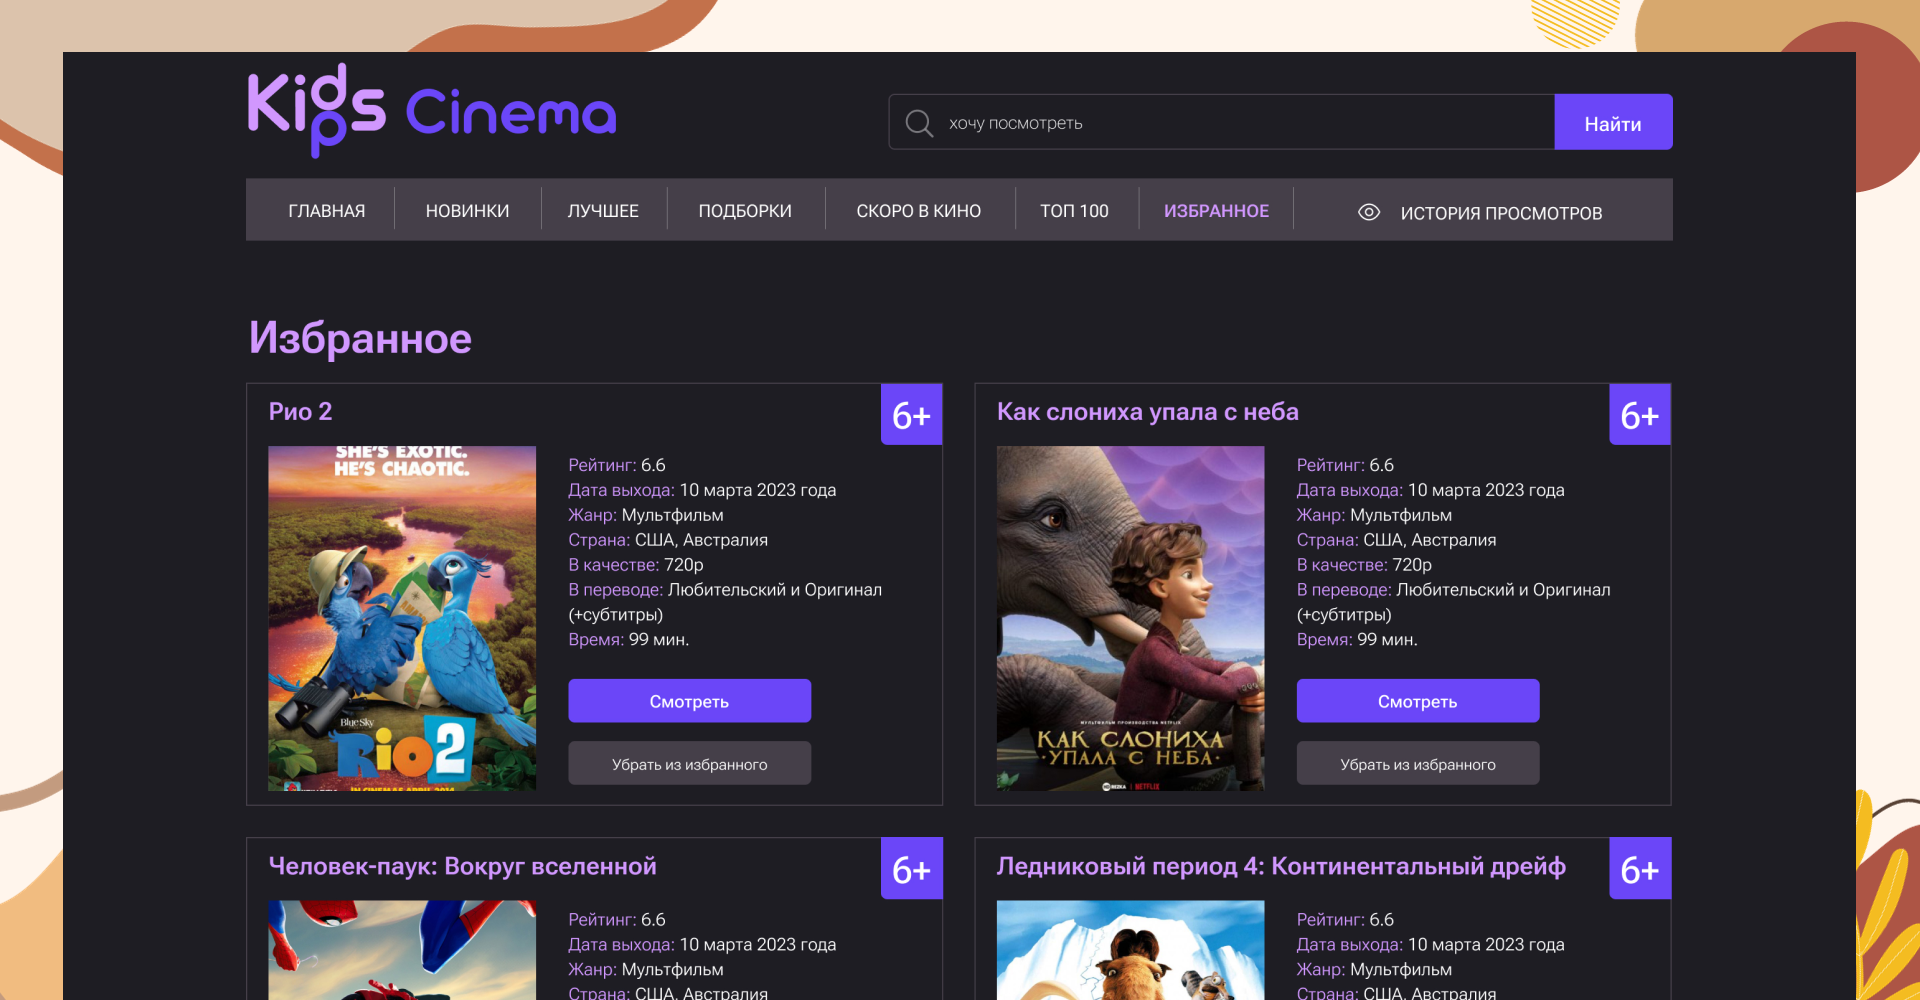 Kids Cinema
хочу посмотреть
Найти
ГЛАВНАЯ
НОВИНКИ
ЛУЧШЕЕ
ПОДБОРКИ
СКОРО В КИНО
ТОП 100
ИЗБРАННОЕ
ИСТОРИЯ ПРОСМОТРОВ
Избранное
Рио 2
6+
SHE'S EXOTIC.
HE'S CHAOTIC.
BlueSky
RIO 2
Рейтинг: 6.6
Дата выхода: 10 марта 2023 года
Жанр: Мультфильм
Страна: США, Австралия
В качестве: 720p
В переводе: Любительский и Оригинал
(+субтитры)
Время: 99 мин.
Смотреть
Убрать из избранного
Как слониха упала с неба
6+
МУЛЬТФИЛЬМ ПРОИЗВОДСТВА NETFLIX
КАК СЛОНИХА
·УПАЛА С НЕБА·
NETFLIX
Рейтинг: 6.6
Дата выхода: 10 марта 2023 года
Жанр: Мультфильм
Страна: США, Австралия
В качестве: 720p
В переводе: Любительский и Оригинал
(+субтитры)
Время: 99 мин.
Смотреть
Убрать из избранного
Человек-паук: Вокруг вселенной
6+
Рейтинг: 6.6
Дата выхода: 10 марта 2023 года
Жанр: Мультфильм
Страна: США, Австралия
Ледниковый период 4: Континентальный дрейф
6+
Рейтинг: 6.6
Дата выхода: 10 марта 2023 года
Жанр: Мультфильм
Страна: США, Австралия